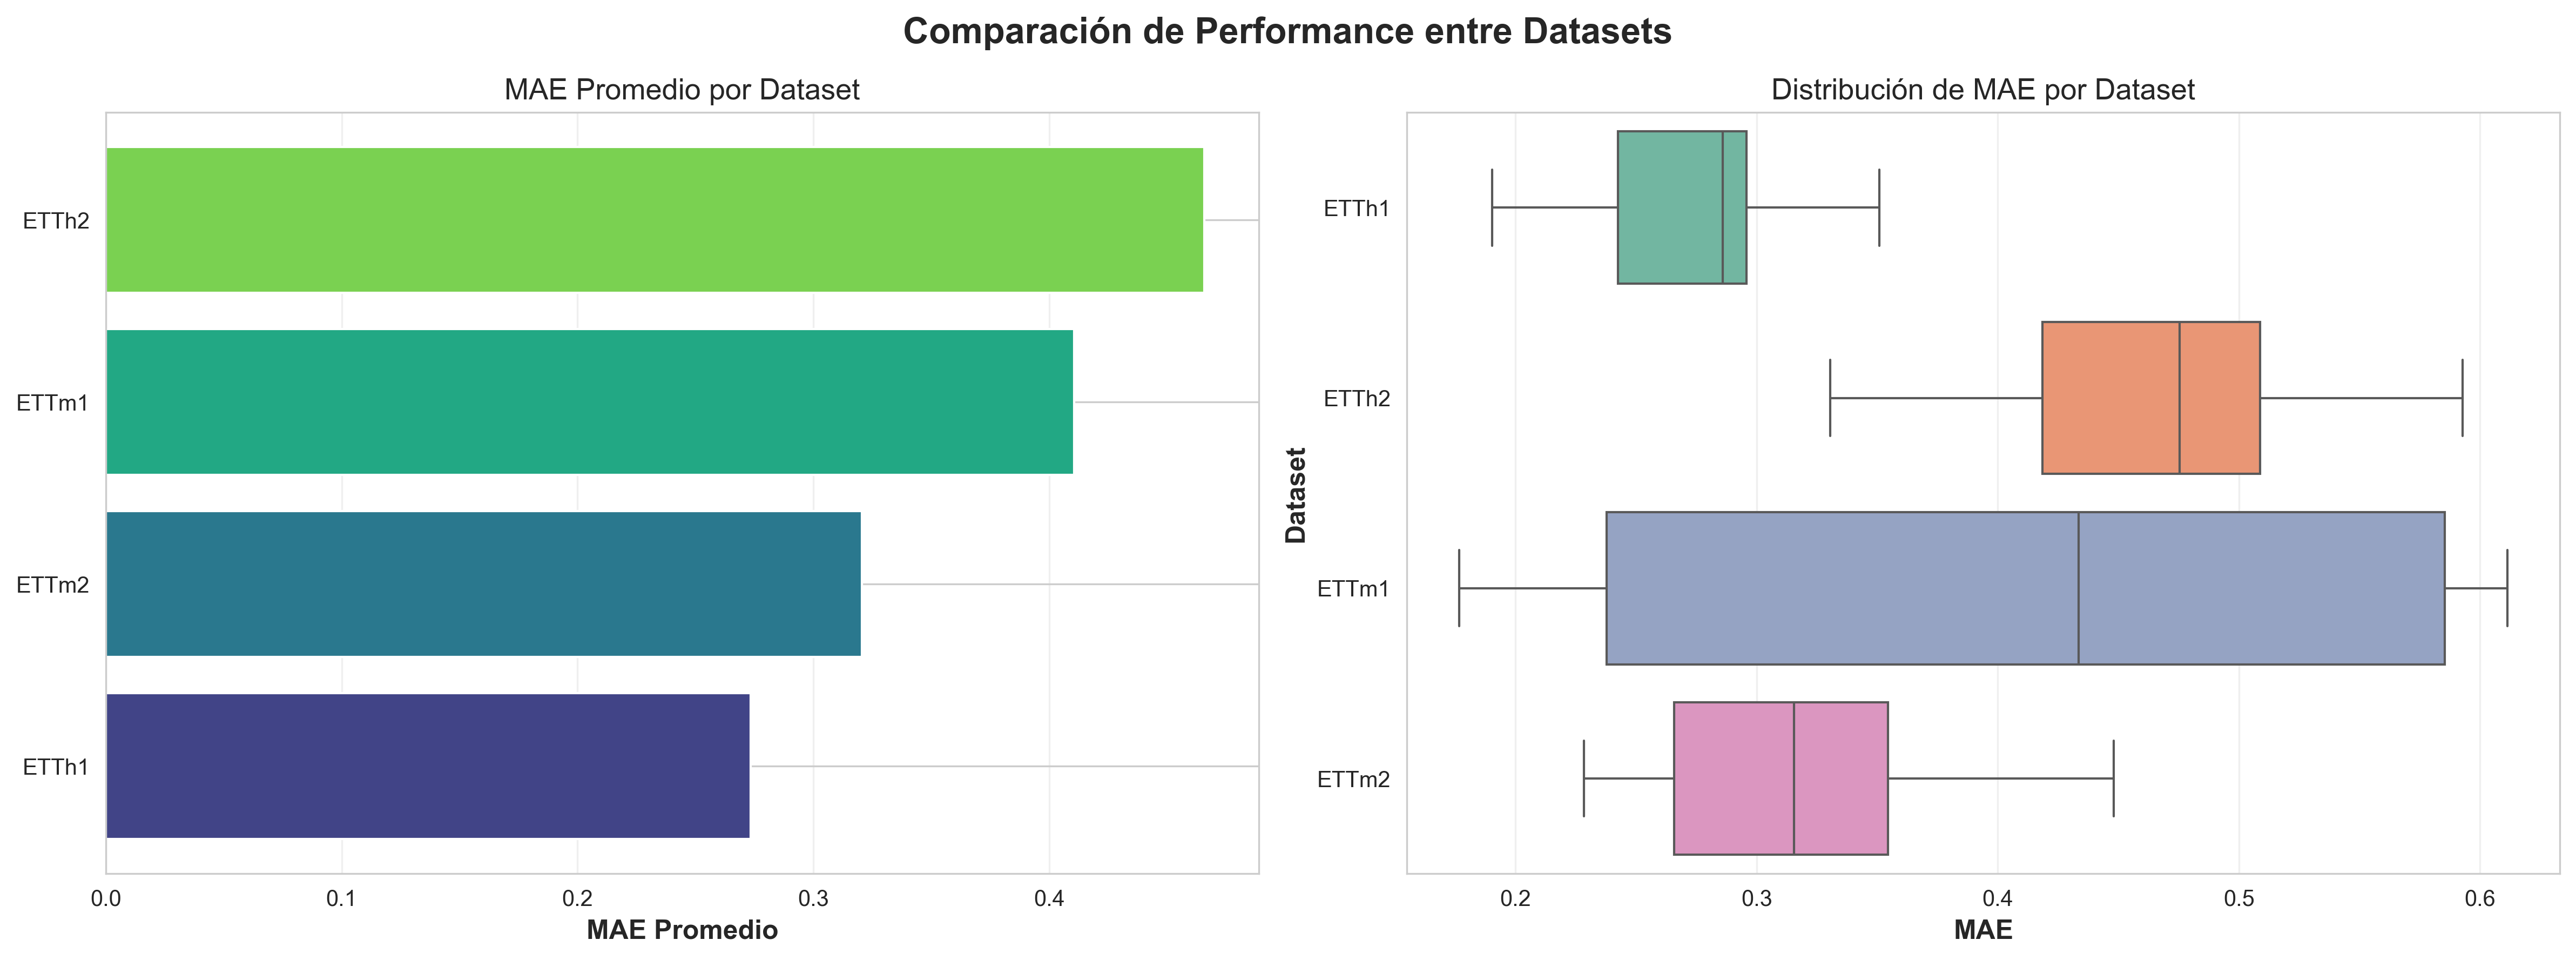 Comparación de Performance entre Datasets
MAE Promedio por Dataset
ETTh2
ETTm1
ETTm2
ETTh1
0.0 0.1 0.2 0.3 0.4
MAE Promedio
Distribución de MAE por Dataset
Dataset
ETTh1
ETTh2
ETTm1
ETTm2
0.2 0.3 0.4 0.5 0.6
MAE